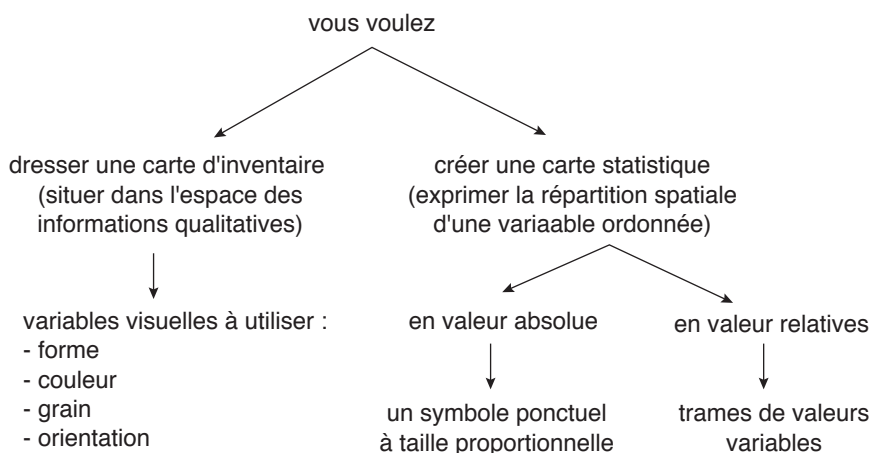 vous voulez
dresser une carte d'inventaire
(situer dans l'espace des
informations qualitatives)
créer une carte statistique
(exprimer la répartition spatiale
d'une variaable ordonnée)
variables visuelles à utiliser :
- forme
- couleur
- grain
- orientation
en valeur absolue
en valeur relatives
un symbole ponctuel
à taille proportionnelle
trames de valeurs
variables